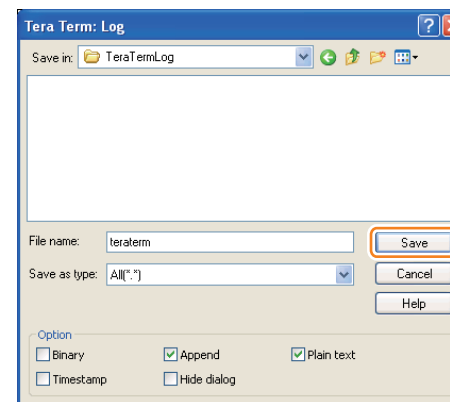 Tera Term: Log
Save in: TeraTermLog
File name: teraterm Save
Save as type: All(*.*) Cancel
Help
Option
Binary Append Plain text
Timestamp Hide dialog